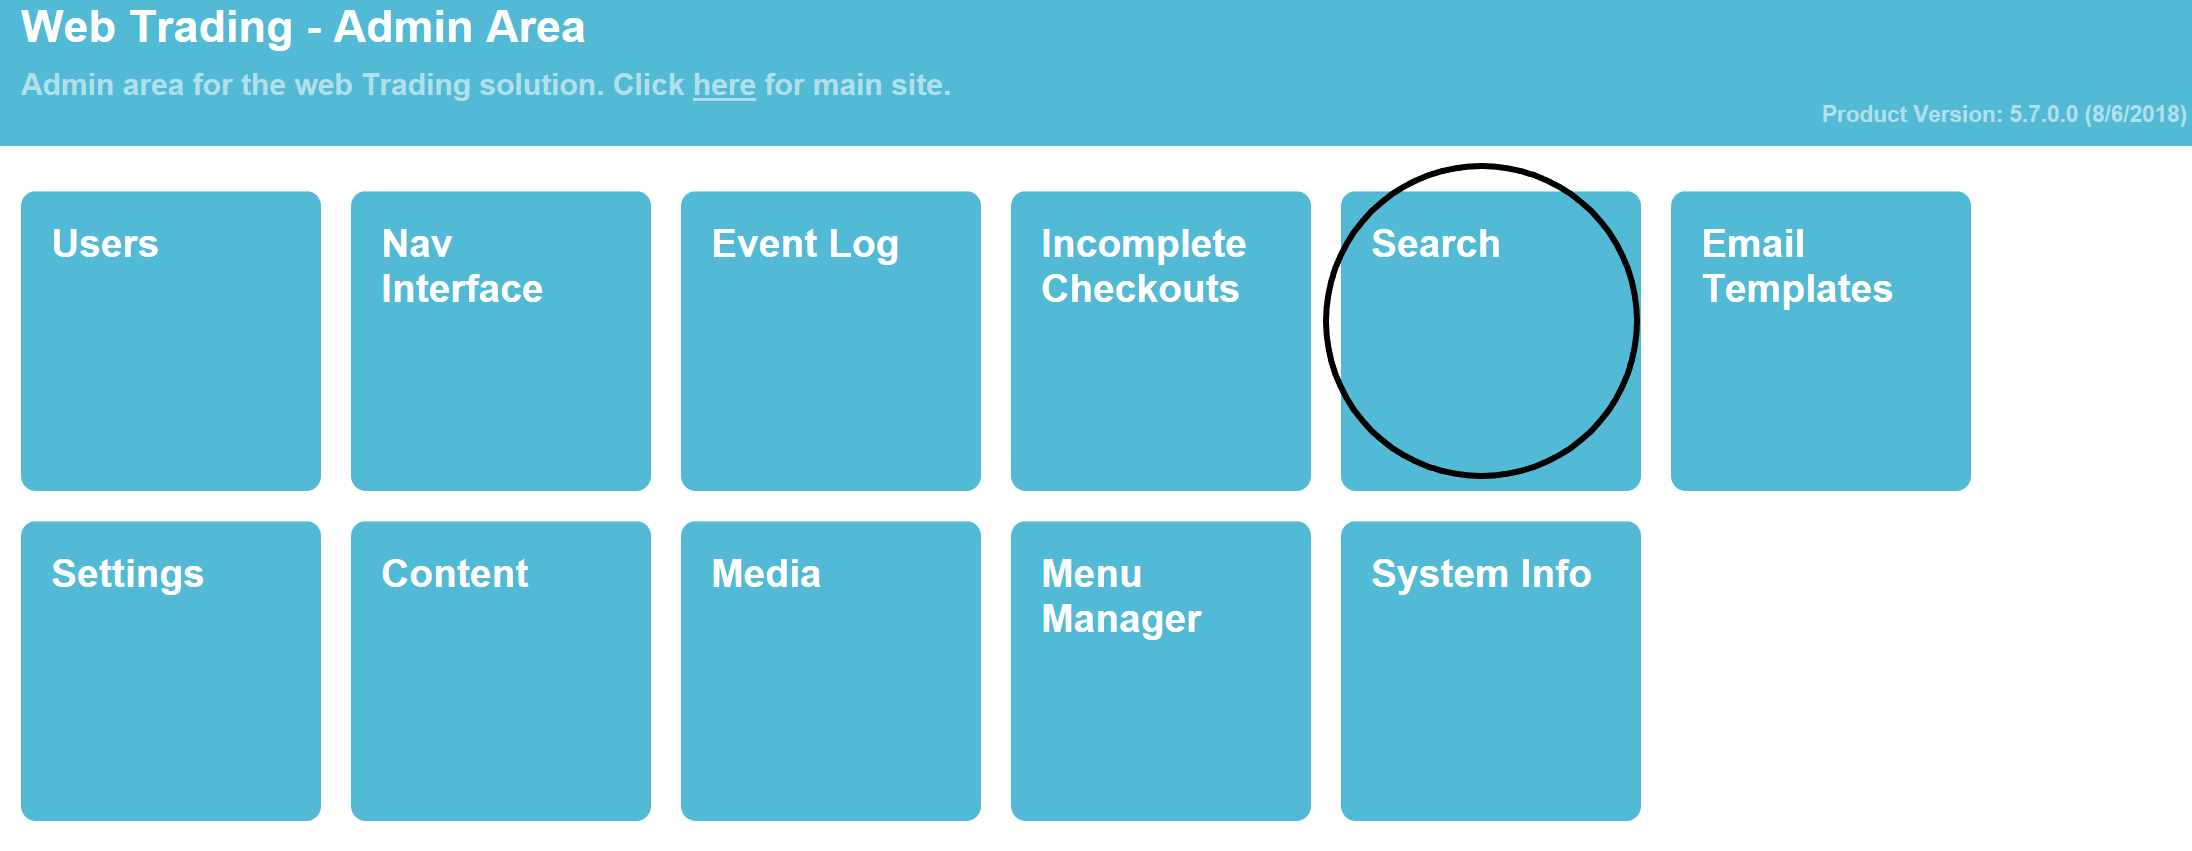 Web Trading - Admin Area
Admin area for the web Trading solution. Click here for main site.
Product Version: 5.7.0.0 (8/6/2018)
Users
Nav
Interface
Event Log
Incomplete
Checkouts
Search
Email
Templates
Settings
Content
Media
Menu
Manager
System Info